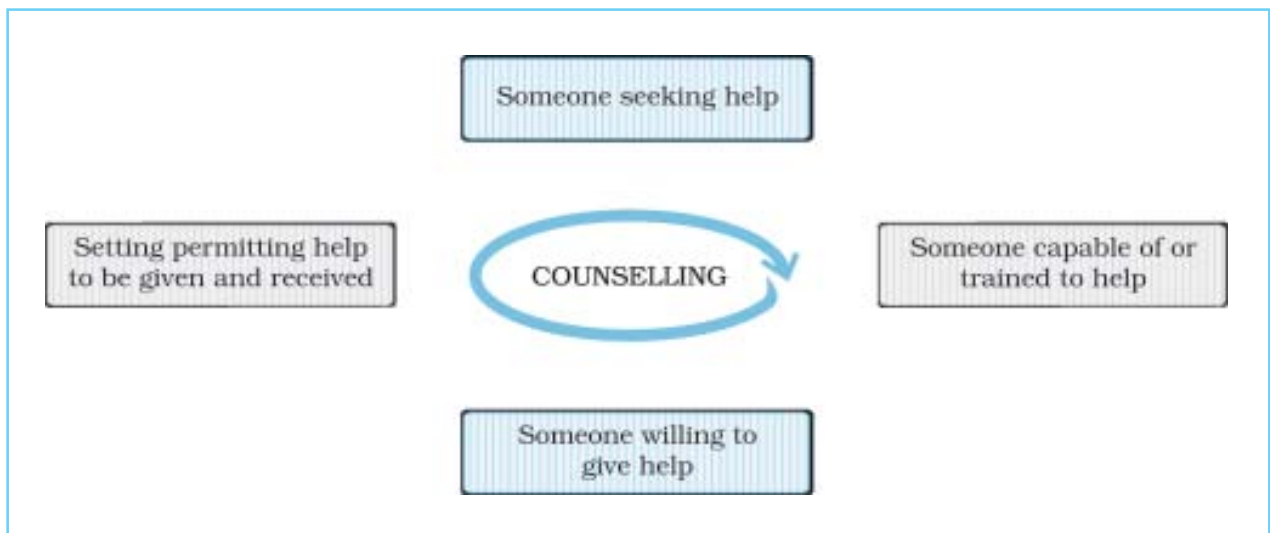 Someone seeking help
Setting permitting help
to be given and received
COUNSELLING
Someone capable of or
trained to help
Someone willing to
give help